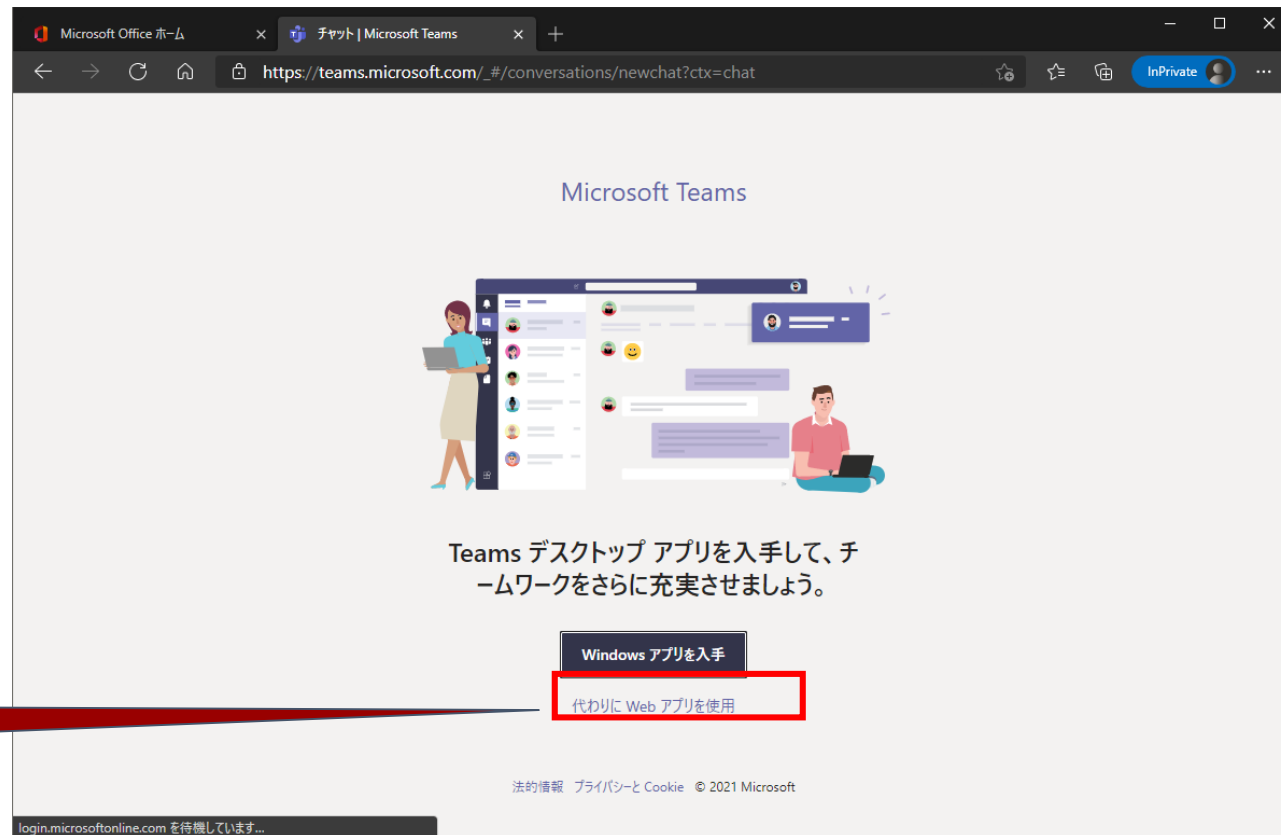 Microsoft Office ホーム
チャット | Microsoft Teams
https://teams.microsoft.com/_#/conversations/newchat?ctx=chat
InPrivate
Microsoft Teams
Teams デスクトップ アプリを入手して、チ
ームワークをさらに充実させましょう。
Windows アプリを入手
代わりに Web アプリを使用
法的情報 プライバシーと Cookie © 2021 Microsoft
login.microsoftonline.com を待機しています...